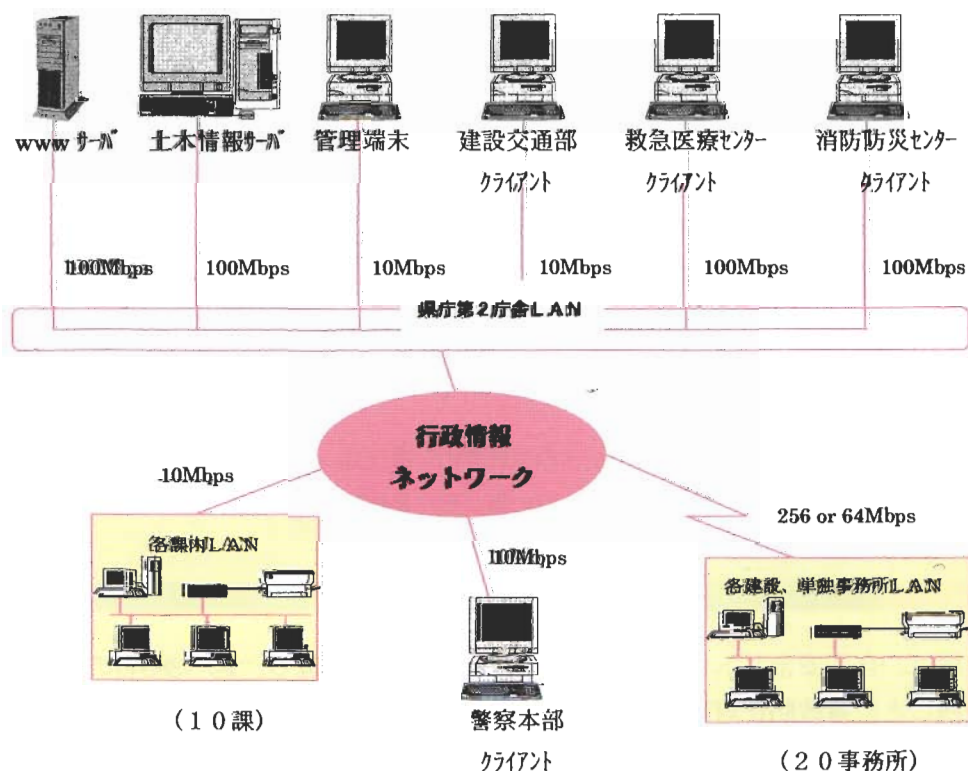 www ｻｰﾊﾞ 土木情報ｻｰﾊﾞ 管理端末 建設交通部 救急医療ｾﾝﾀｰ 消防防災ｾﾝﾀｰ
ｸﾗｲｱﾝﾄ ｸﾗｲｱﾝﾄ ｸﾗｲｱﾝﾄ
100Mbps 100Mbps 10Mbps 10Mbps 100Mbps 100Mbps
県庁第２庁舎ＬＡＮ
行政情報
ネットワーク
10Mbps
256 or 64Mbps
10Mbps
各課内LAN
各建設、単独事務所LAN
（１０課）
警察本部
ｸﾗｲｱﾝﾄ
（２０事務所）